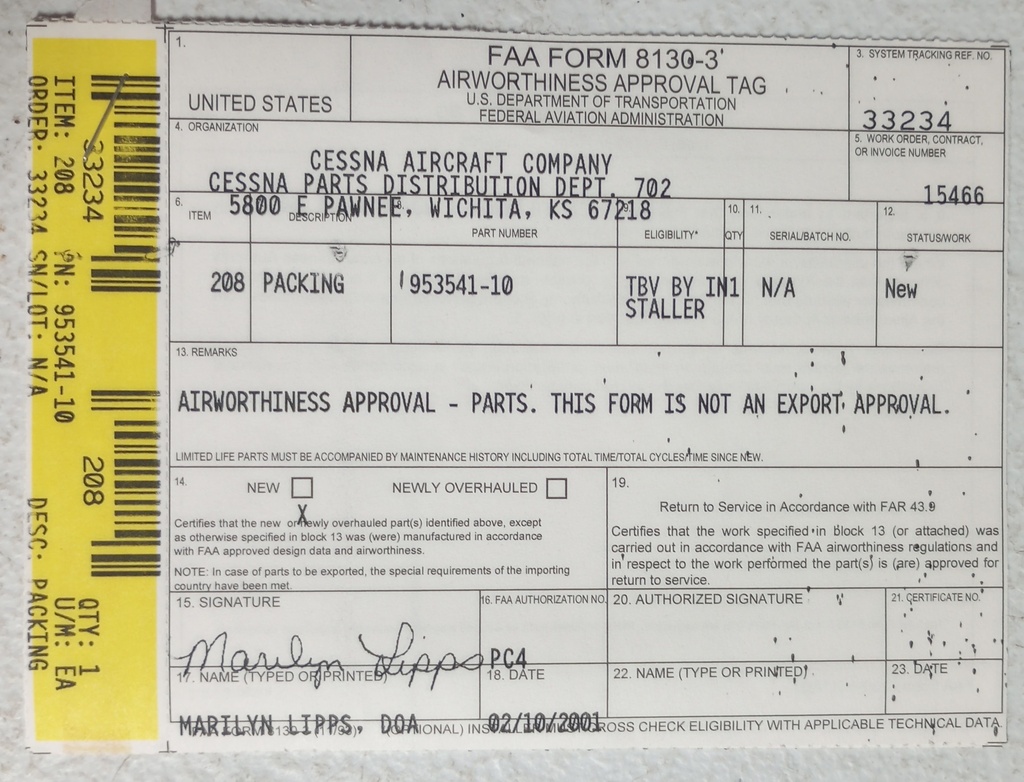 ITEM: 208 PN: 953541-10
ORDER: 33234 SN/LOT: N/A DESC: PACKING
33234
208
QTY: 1
U/M: EA
1.
UNITED STATES
FAA FORM 8130-3
AIRWORTHINESS APPROVAL TAG
U.S. DEPARTMENT OF TRANSPORTATION
FEDERAL AVIATION ADMINISTRATION
3. SYSTEM TRACKING REF. NO.
33234
4. ORGANIZATION
CESSNA AIRCRAFT COMPANY
CESSNA PARTS DISTRIBUTION DEPT. 702
5800 E PAWNEE, WICHITA, KS 67218
5. WORK ORDER, CONTRACT,
OR INVOICE NUMBER
15466
6.
ITEM
DESCRIPTION
PART NUMBER
ELIGIBILITY*
10.
QTY
11.
SERIAL/BATCH NO.
12.
STATUS/WORK
208
PACKING
953541-10
TBV BY IN
STALLER
1
N/A
New
13. REMARKS
AIRWORTHINESS APPROVAL - PARTS. THIS FORM IS NOT AN EXPORT APPROVAL.
LIMITED LIFE PARTS MUST BE ACCOMPANIED BY MAINTENANCE HISTORY INCLUDING TOTAL TIME/TOTAL CYCLES/TIME SINCE NEW.
14.
NEW
NEWLY OVERHAULED
X
Certifies that the new or newly overhauled part(s) identified above, except
as otherwise specified in block 13 was (were) manufactured in accordance
with FAA approved design data and airworthiness.
NOTE: In case of parts to be exported, the special requirements of the importing
country have been met.
19.
Return to Service in Accordance with FAR 43.9
Certifies that the work specified in block 13 (or attached) was
carried out in accordance with FAA airworthiness regulations and
in respect to the work performed the part(s) is (are) approved for
return to service.
15. SIGNATURE
Marilyn Lipps
16. FAA AUTHORIZATION NO.
PC4
20. AUTHORIZED SIGNATURE
21. CERTIFICATE NO.
17. NAME (TYPED OR PRINTED)
MARILYN LIPPS, DOA
18. DATE
02/10/2001
22. NAME (TYPE OR PRINTED)
23. DATE
CROSS CHECK ELIGIBILITY WITH APPLICABLE TECHNICAL DATA.